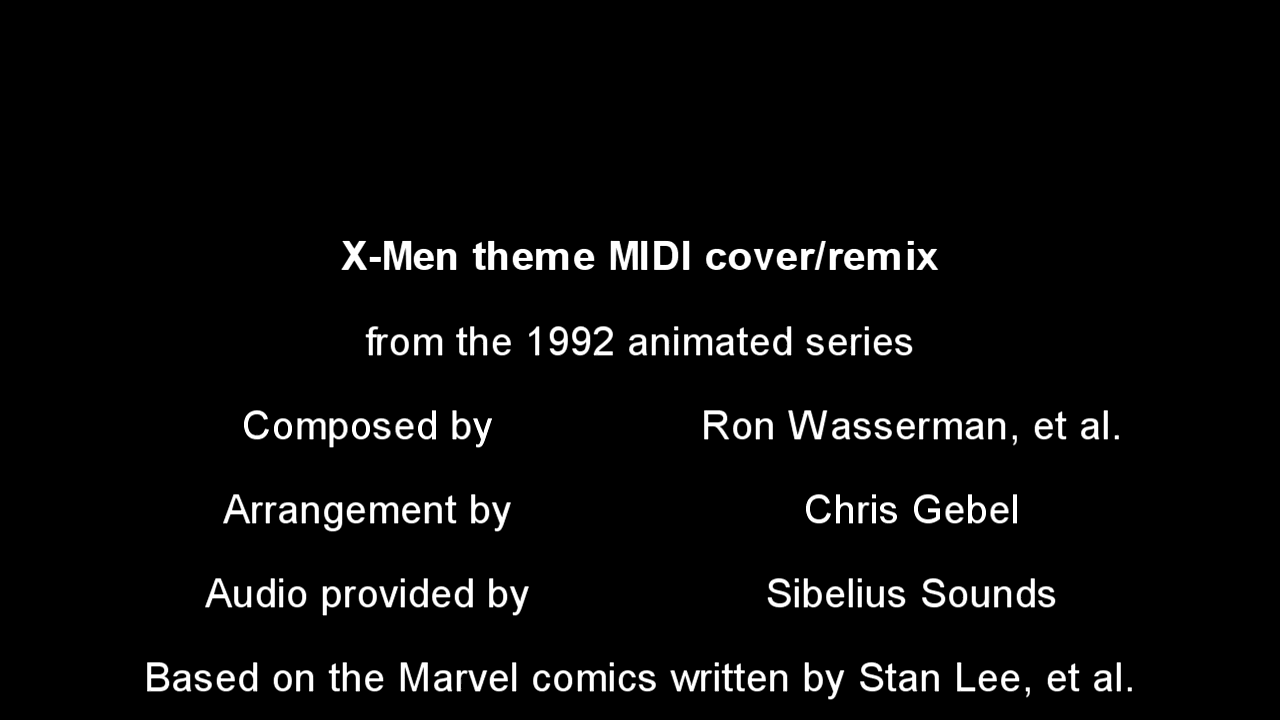 X-Men theme MIDI cover/remix
from the 1992 animated series
Composed by Ron Wasserman, et al.
Arrangement by Chris Gebel
Audio provided by Sibelius Sounds
Based on the Marvel comics written by Stan Lee, et al.